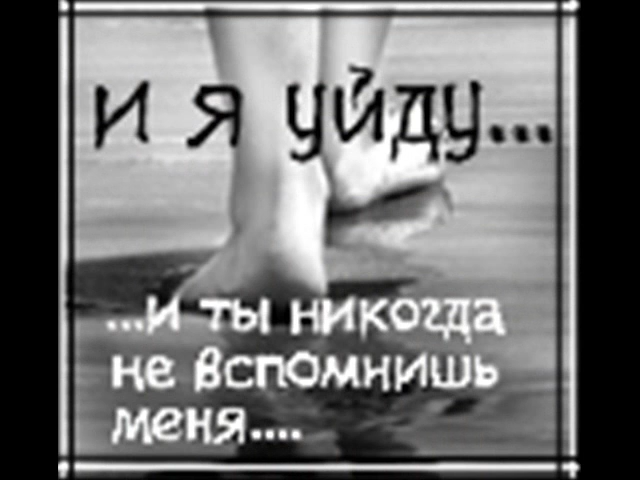 и я уйду...
...и ты никогда
не вспомнишь
меня....